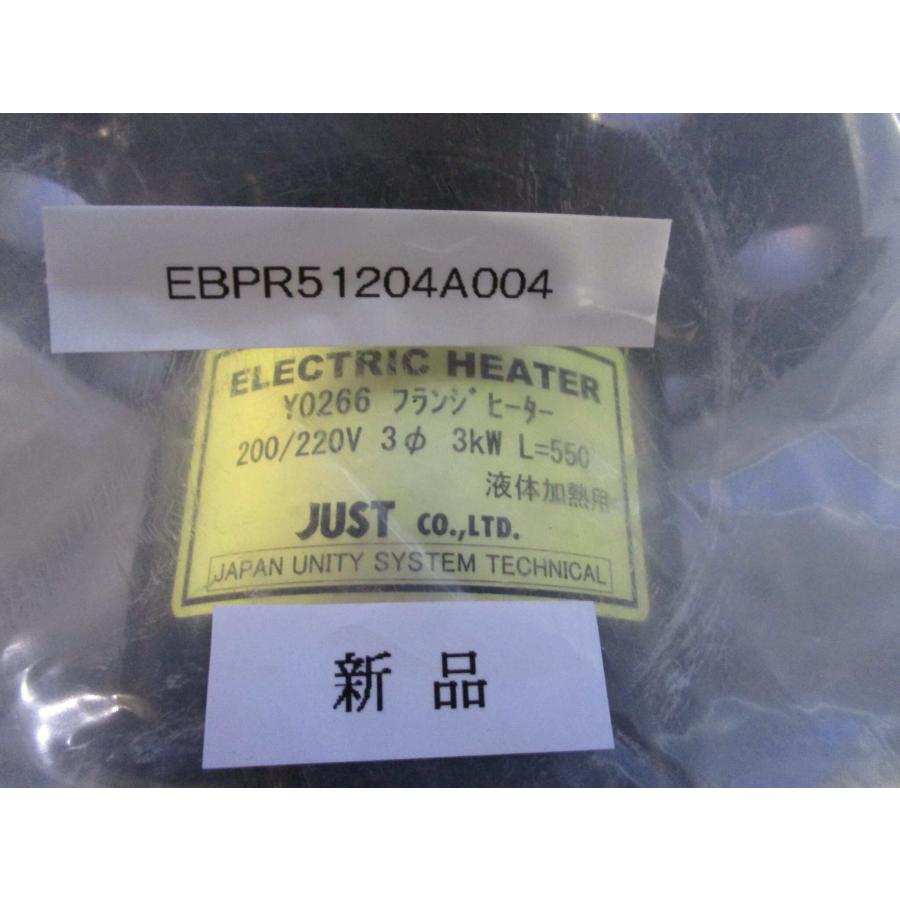 EBPR51204A004
ELECTRIC HEATER
Y0266 フランジヒーター
200/220V 3φ 3kW L=550
液体加熱用
JUST CO.,LTD.
JAPAN UNITY SYSTEM TECHNICAL
新品